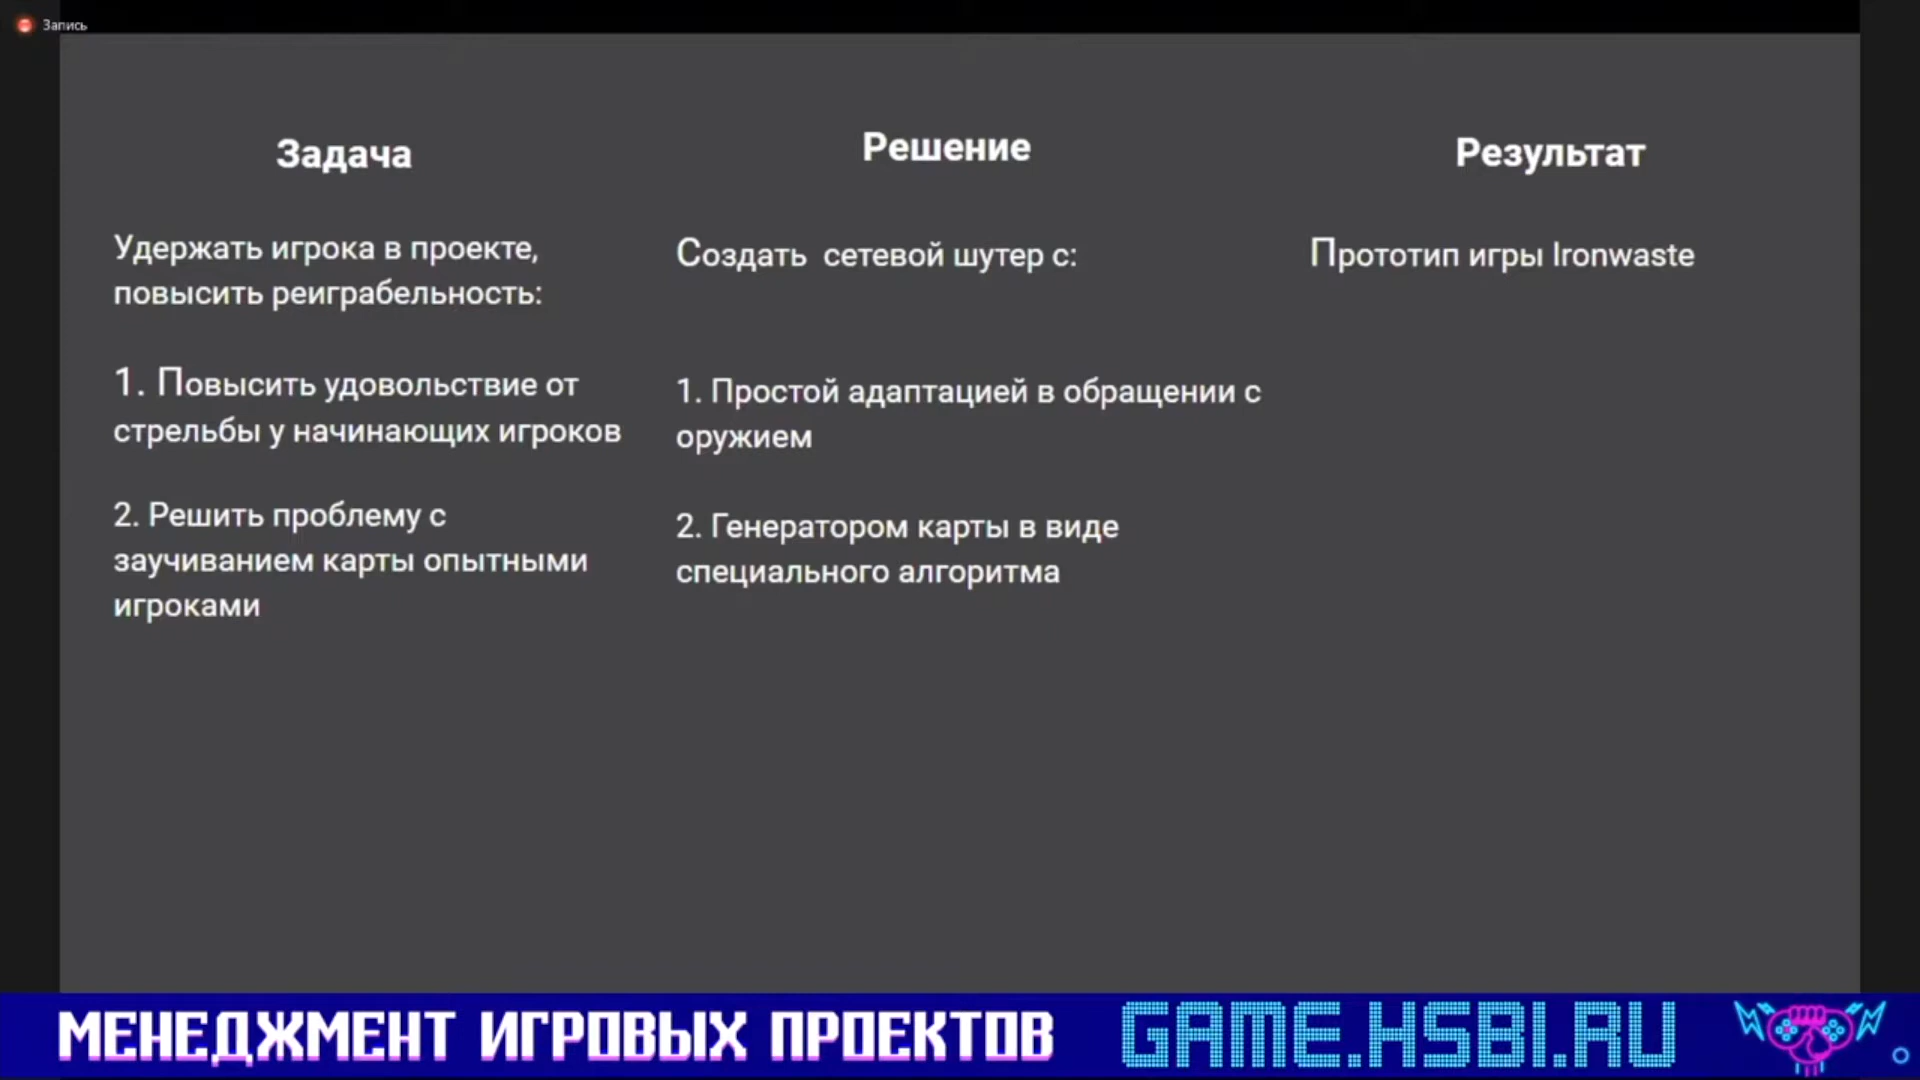 Запись
Задача
Удержать игрока в проекте,
повысить реиграбельность:
1. Повысить удовольствие от
стрельбы у начинающих игроков
2. Решить проблему с
заучиванием карты опытными
игроками
Решение
Создать  сетевой шутер с:
1. Простой адаптацией в обращении с
оружием
2. Генератором карты в виде
специального алгоритма
Результат
Прототип игры Ironwaste
МЕНЕДЖМЕНТ ИГРОВЫХ ПРОЕКТОВ
GAME.HSBI.RU